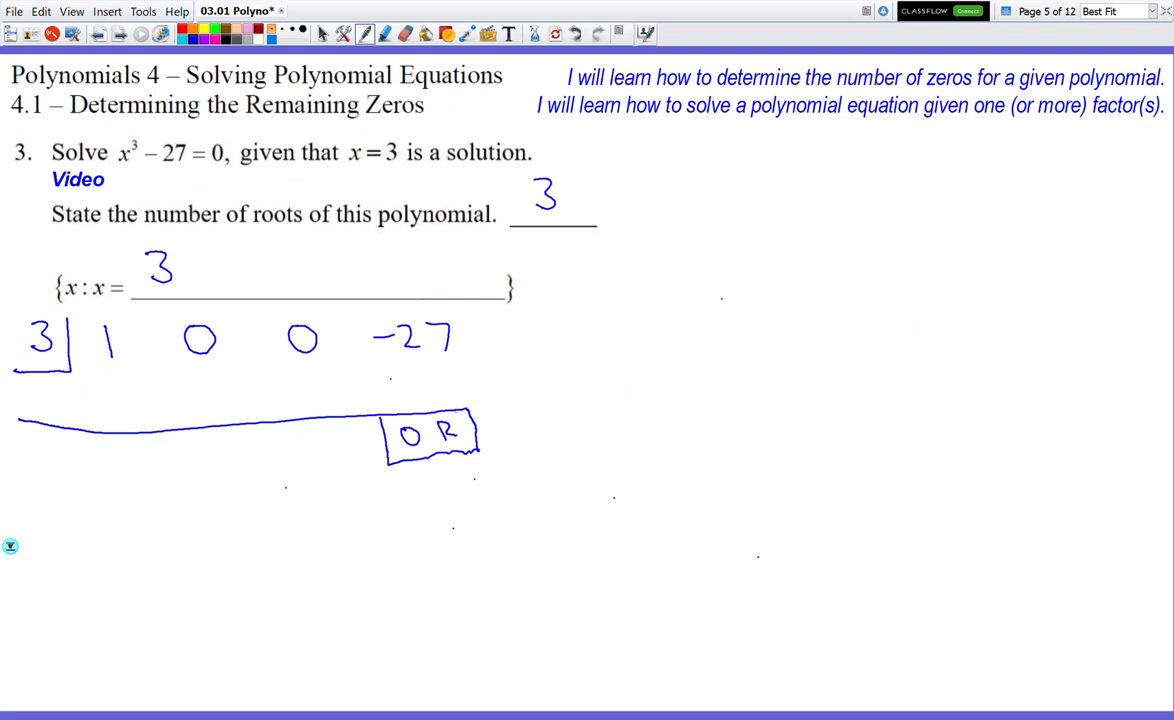 File Edit View Insert Tools Help 03.01 Polyno* CLASSFLOW Connect Page 5 of 12 Best Fit
T
Polynomials 4 – Solving Polynomial Equations
I will learn how to determine the number of zeros for a given polynomial.
4.1 – Determining the Remaining Zeros
I will learn how to solve a polynomial equation given one (or more) factor(s).
3. Solve x³ – 27 = 0, given that x = 3 is a solution.
Video
State the number of roots of this polynomial. 3
{x : x = 3 }
3 1 0 0 -27
0 R